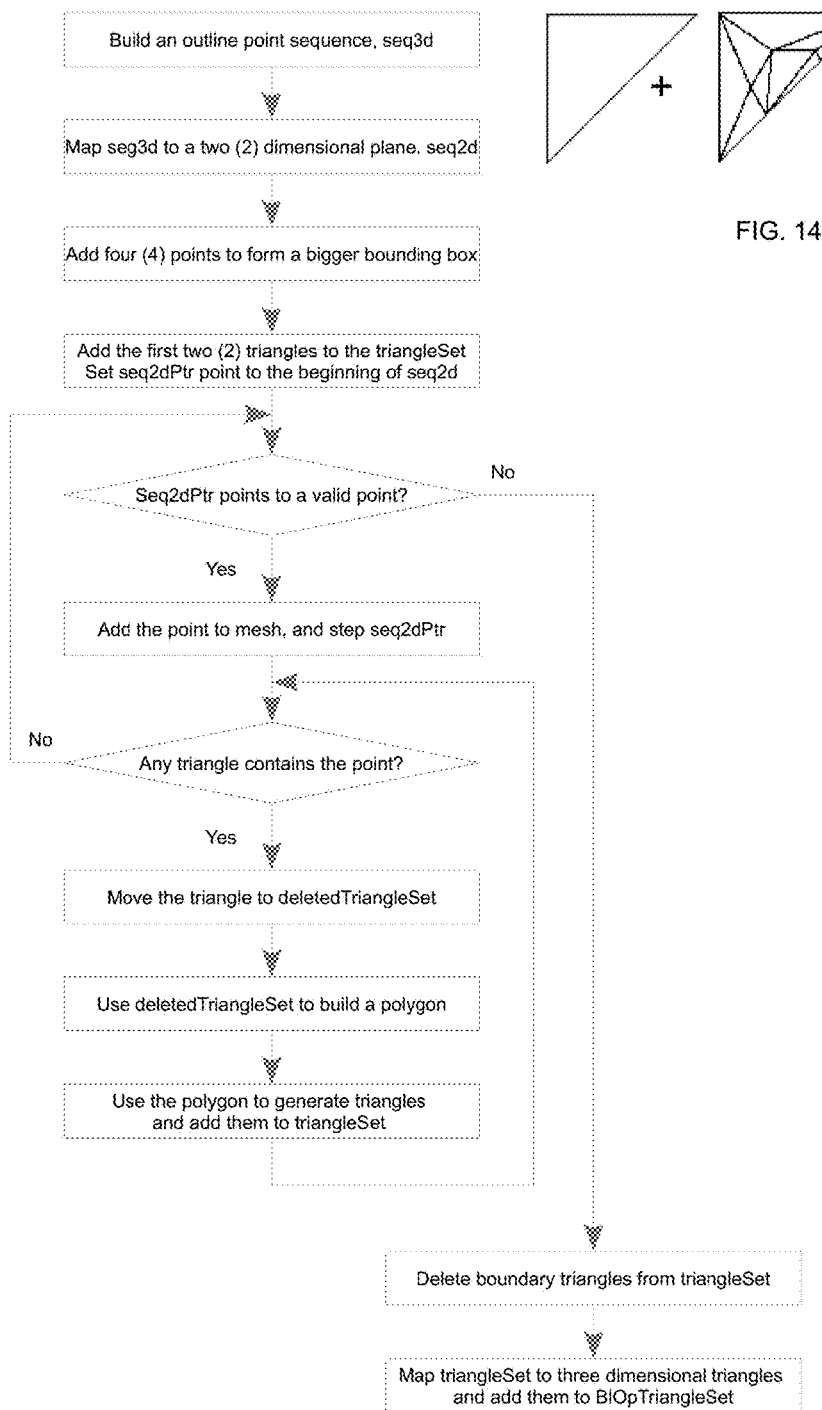 Build an outline point sequence, seq3d
Map seg3d to a two (2) dimensional plane, seq2d
Add four (4) points to form a bigger bounding box
FIG. 14
Add the first two (2) triangles to the triangleSet
Set seq2dPtr point to the beginning of seq2d
Seq2dPtr points to a valid point?
No
Yes
Add the point to mesh, and step seq2dPtr
No
Any triangle contains the point?
Yes
Move the triangle to deletedTriangleSet
Use deletedTriangleSet to build a polygon
Use the polygon to generate triangles
and add them to triangleSet
Delete boundary triangles from triangleSet
Map triangleSet to three dimensional triangles
and add them to BlOpTriangleSet